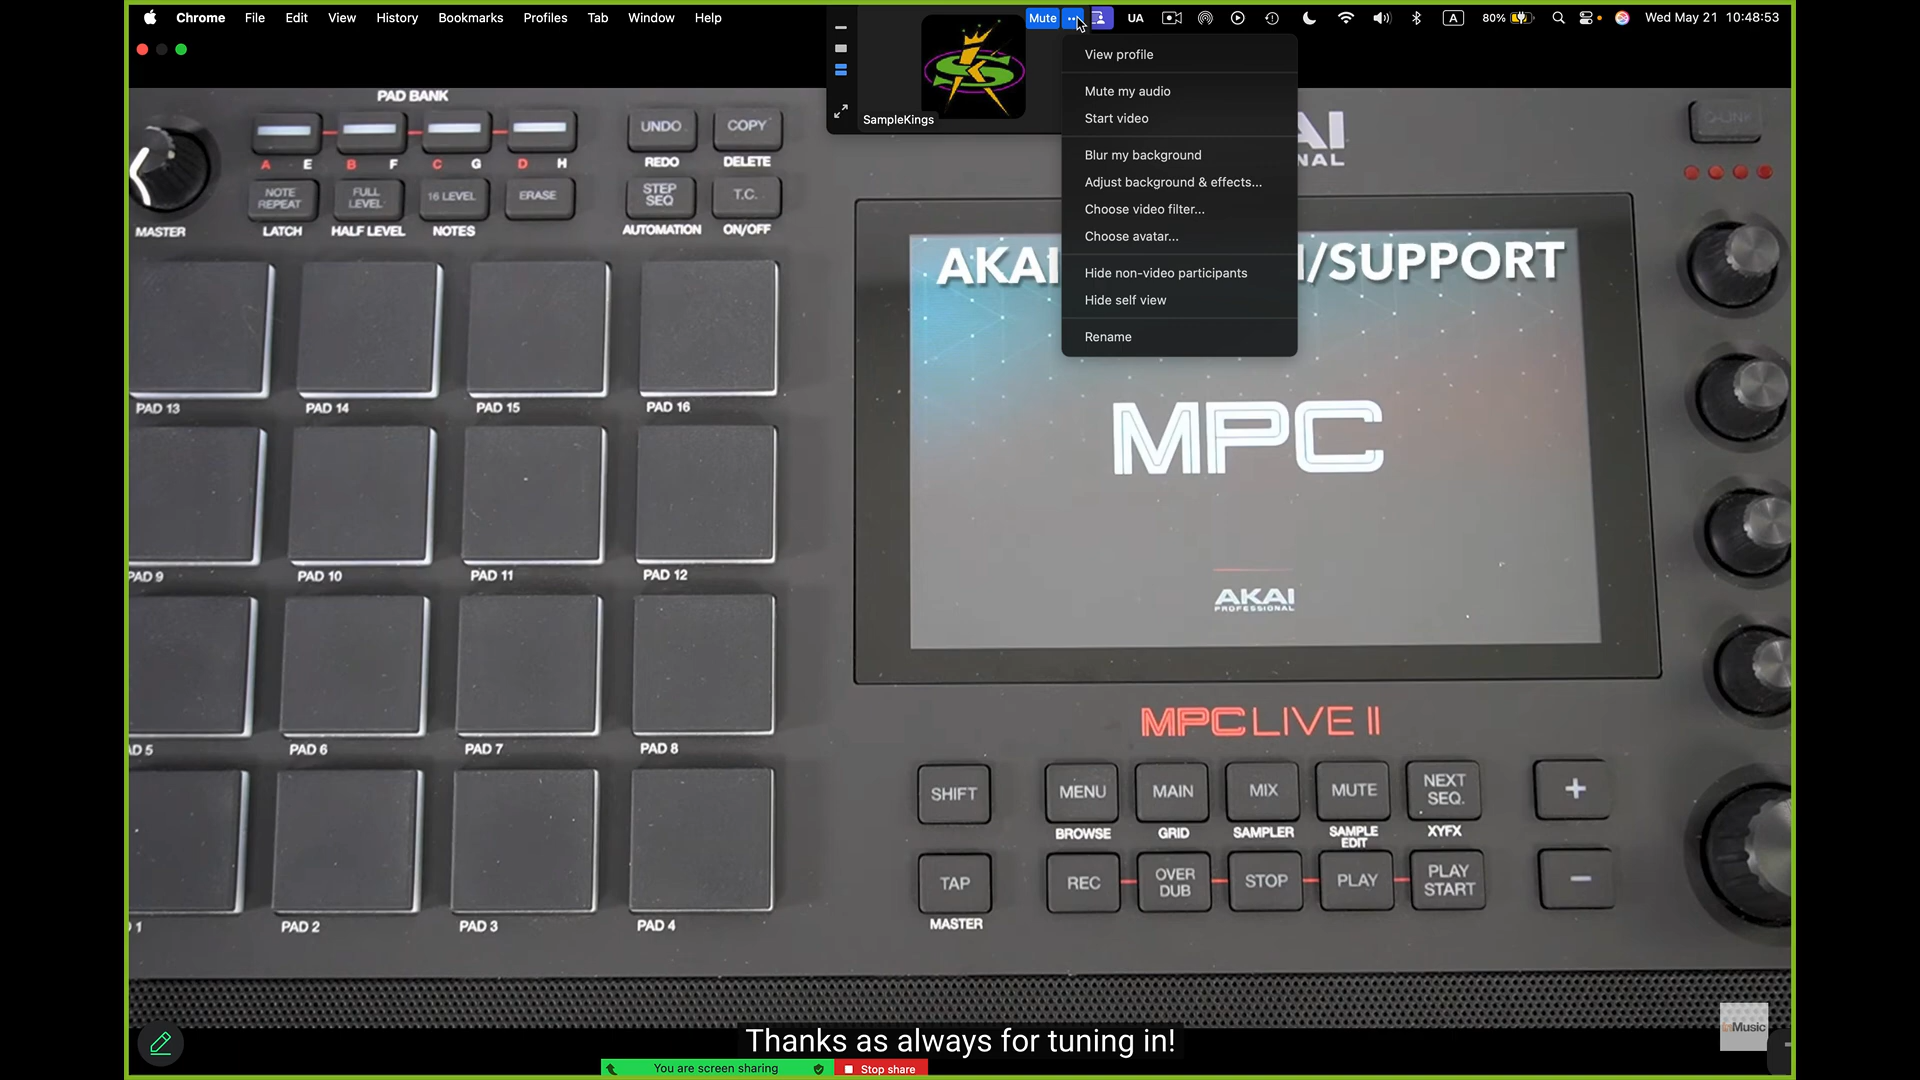 Chrome File Edit View History Bookmarks Profiles Tab Window Help
Mute
UA
A
80%
Wed May 21 10:48:53
SampleKings
View profile
Mute my audio
Start video
Blur my background
Adjust background & effects...
Choose video filter...
Choose avatar...
Hide non-video participants
Hide self view
Rename
PAD BANK
A E B F C G D H
UNDO COPY
REDO DELETE
NOTE REPEAT
FULL LEVEL
16 LEVEL
ERASE
STEP SEQ
T.C.
MASTER
LATCH HALF LEVEL NOTES
AUTOMATION ON/OFF
Q-LINK
PAD 13 PAD 14 PAD 15 PAD 16
PAD 9 PAD 10 PAD 11 PAD 12
AD 5 PAD 6 PAD 7 PAD 8
1 PAD 2 PAD 3 PAD 4
AI
NAL
AKAI
I/SUPPORT
MPC
AKAI
PROFESSIONAL
MPC LIVE II
SHIFT
MENU MAIN MIX MUTE
NEXT
SEQ.
+
BROWSE GRID SAMPLER
SAMPLE
EDIT
XYFX
TAP
REC
OVER
DUB
STOP PLAY
PLAY
START
−
MASTER
inMusic
Thanks as always for tuning in!
You are screen sharing
Stop share